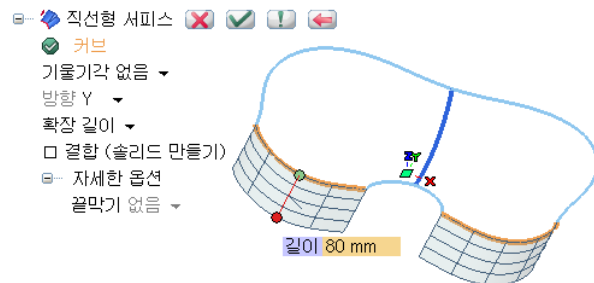 직선형 서피스
커브
기울기각 없음
방향 Y
확장 길이
결합 (솔리드 만들기)
자세한 옵션
끝막기 없음
ZY
X
길이 80 mm